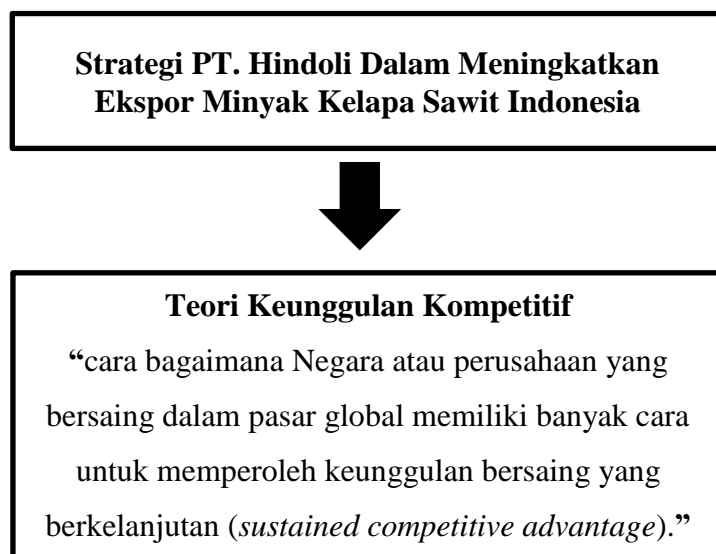 Strategi PT. Hindoli Dalam Meningkatkan
Ekspor Minyak Kelapa Sawit Indonesia
Teori Keunggulan Kompetitif
“cara bagaimana Negara atau perusahaan yang
bersaing dalam pasar global memiliki banyak cara
untuk memperoleh keunggulan bersaing yang
berkelanjutan (sustained competitive advantage).”